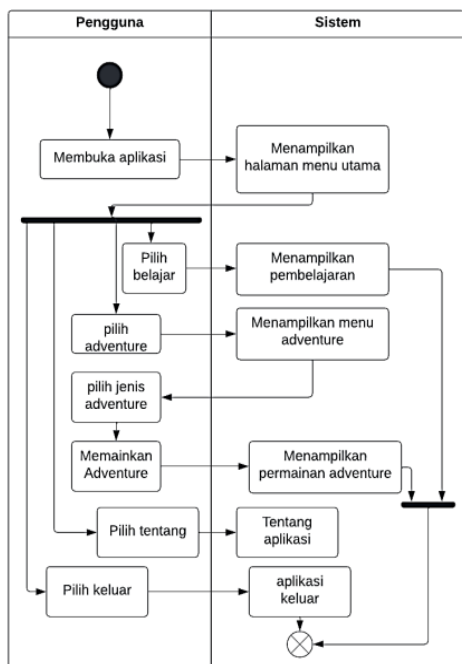 Pengguna
Sistem
Membuka aplikasi
Menampilkan
halaman menu utama
Pilih
belajar
Menampilkan
pembelajaran
pilih
adventure
Menampilkan menu
adventure
pilih jenis
adventure
Memainkan
Adventure
Menampilkan
permainan adventure
Pilih tentang
Tentang
aplikasi
Pilih keluar
aplikasi
keluar